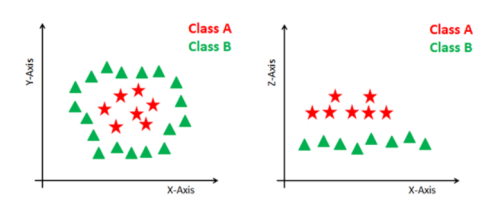 Class A
Class B
Y-Axis
X-Axis
Class A
Class B
Z-Axis
X-Axis